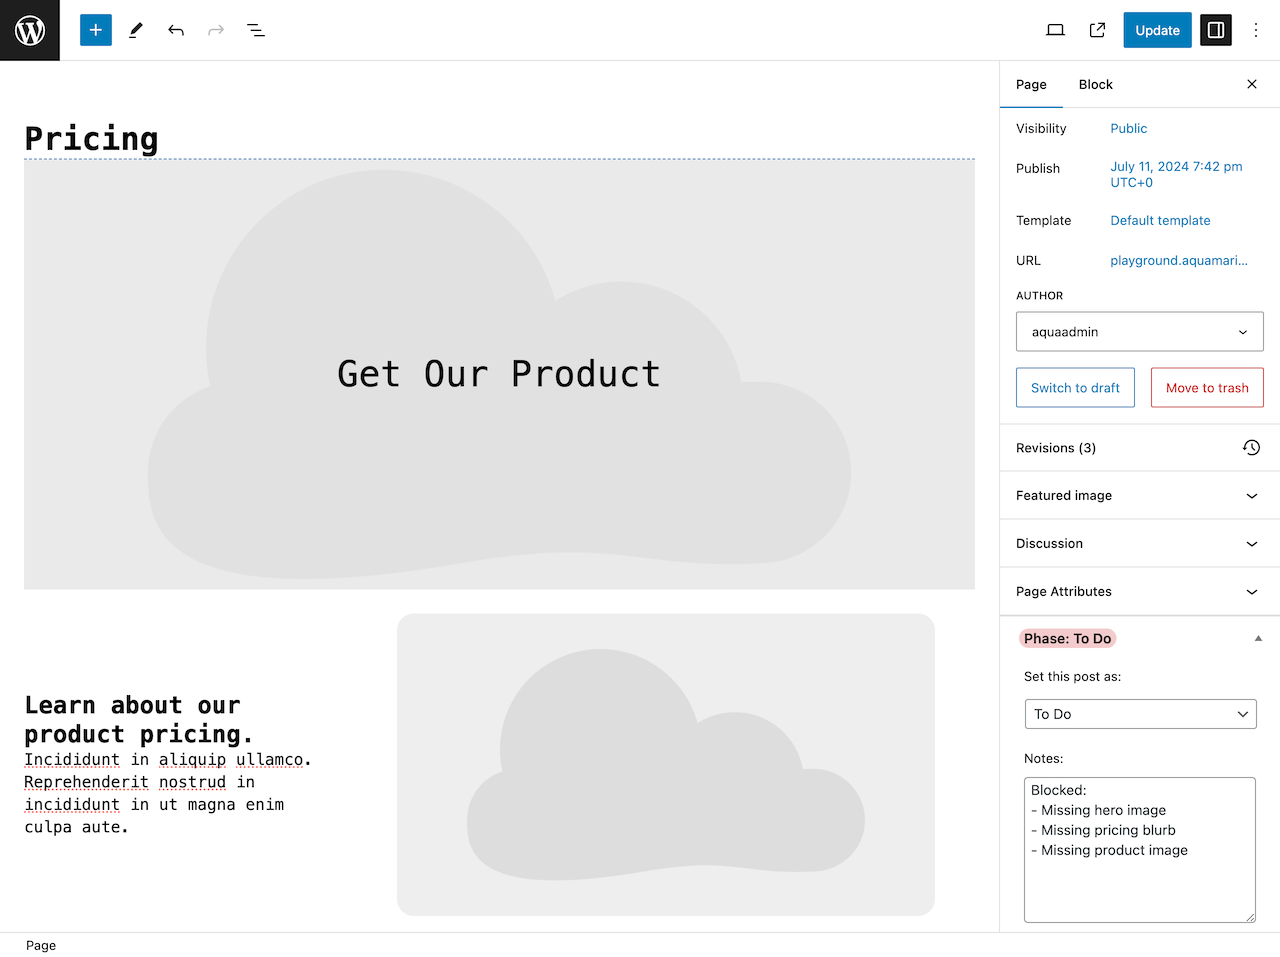 Update
Pricing
Get Our Product
Learn about our
product pricing.
Incididunt in aliquip ullamco.
Reprehenderit nostrud in
incididunt in ut magna enim
culpa aute.
Page
Block
Visibility
Public
Publish
July 11, 2024 7:42 pm
UTC+0
Template
Default template
URL
playground.aquamari...
AUTHOR
aquaadmin
Switch to draft
Move to trash
Revisions (3)
Featured image
Discussion
Page Attributes
Phase: To Do
Set this post as:
To Do
Notes:
Blocked:
- Missing hero image
- Missing pricing blurb
- Missing product image
Page